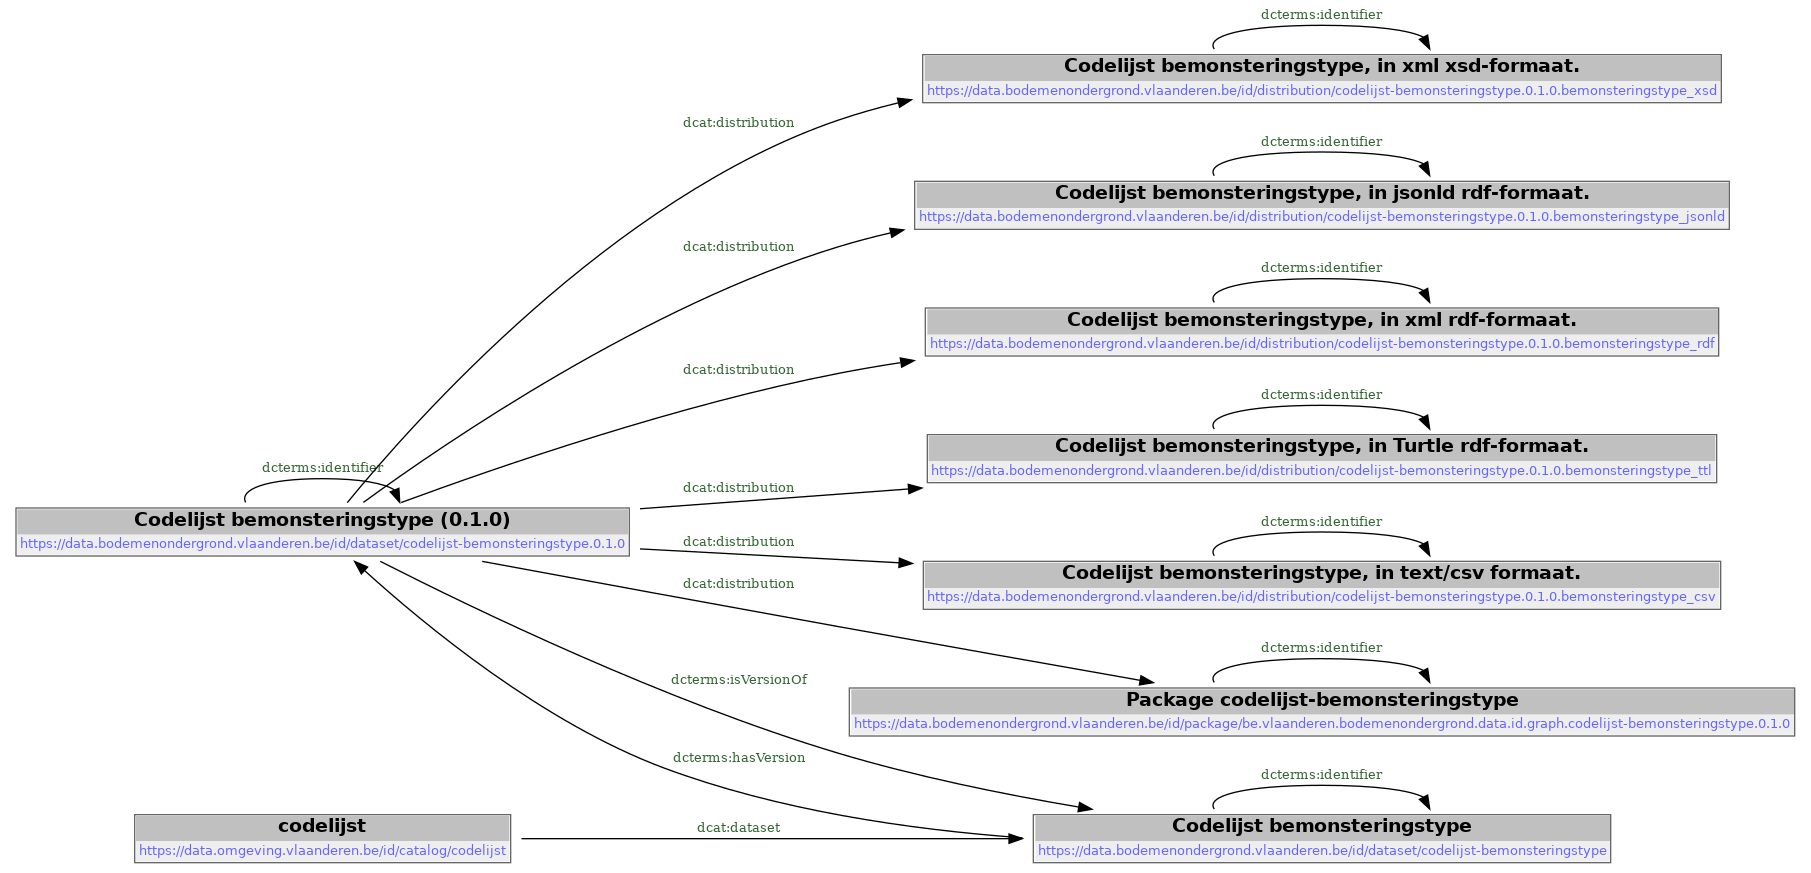 dcterms:identifier
Codelijst bemonsteringstype, in xml xsd-formaat.
https://data.bodemenondergrond.vlaanderen.be/id/distribution/codelijst-bemonsteringstype.0.1.0.bemonsteringstype_xsd
dcat:distribution
dcterms:identifier
Codelijst bemonsteringstype, in jsonld rdf-formaat.
https://data.bodemenondergrond.vlaanderen.be/id/distribution/codelijst-bemonsteringstype.0.1.0.bemonsteringstype_jsonld
dcat:distribution
dcterms:identifier
Codelijst bemonsteringstype, in xml rdf-formaat.
https://data.bodemenondergrond.vlaanderen.be/id/distribution/codelijst-bemonsteringstype.0.1.0.bemonsteringstype_rdf
dcat:distribution
dcterms:identifier
Codelijst bemonsteringstype, in Turtle rdf-formaat.
https://data.bodemenondergrond.vlaanderen.be/id/distribution/codelijst-bemonsteringstype.0.1.0.bemonsteringstype_ttl
dcterms:identifier
dcat:distribution
Codelijst bemonsteringstype (0.1.0)
https://data.bodemenondergrond.vlaanderen.be/id/dataset/codelijst-bemonsteringstype.0.1.0
dcterms:identifier
dcat:distribution
Codelijst bemonsteringstype, in text/csv formaat.
https://data.bodemenondergrond.vlaanderen.be/id/distribution/codelijst-bemonsteringstype.0.1.0.bemonsteringstype_csv
dcat:distribution
dcterms:identifier
Package codelijst-bemonsteringstype
https://data.bodemenondergrond.vlaanderen.be/id/package/be.vlaanderen.bodemenondergrond.data.id.graph.codelijst-bemonsteringstype.0.1.0
dcterms:isVersionOf
dcterms:hasVersion
dcterms:identifier
codelijst
https://data.omgeving.vlaanderen.be/id/catalog/codelijst
dcat:dataset
Codelijst bemonsteringstype
https://data.bodemenondergrond.vlaanderen.be/id/dataset/codelijst-bemonsteringstype